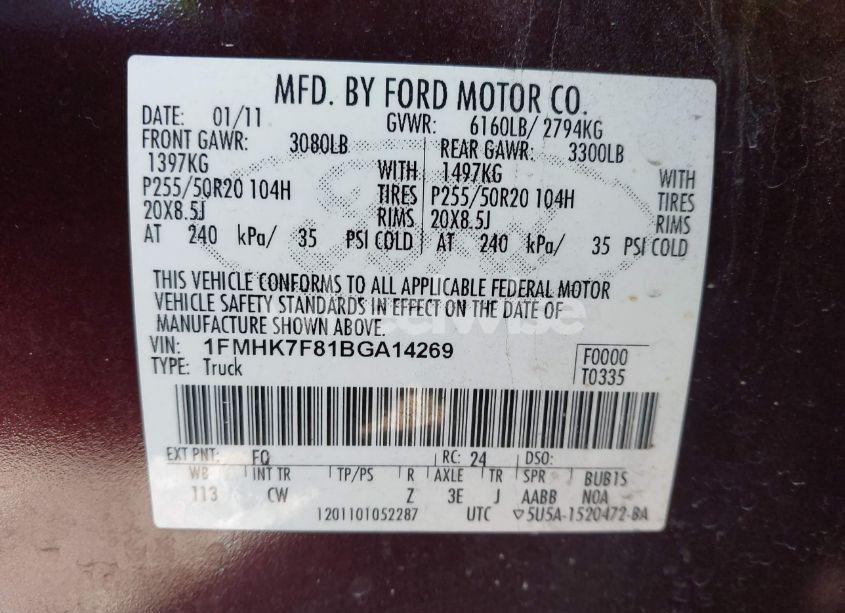 MFD. BY FORD MOTOR CO.
DATE: 01/11 GVWR: 6160LB/ 2794KG
FRONT GAWR: 3080LB REAR GAWR: 3300LB
1397KG WITH 1497KG WITH
P255/50R20 104H TIRES P255/50R20 104H TIRES
20X8.5J RIMS 20X8.5J RIMS
AT 240 kPa/ 35 PSI COLD AT 240 kPa/ 35 PSI COLD
THIS VEHICLE CONFORMS TO ALL APPLICABLE FEDERAL MOTOR
VEHICLE SAFETY STANDARDS IN EFFECT ON THE DATE OF
MANUFACTURE SHOWN ABOVE.
VIN: 1FMHK7F81BGA14269 F0000
TYPE: Truck T0335
EXT PNT: FQ RC: 24 DSO:
WB INT TR TP/PS R AXLE TR SPR BUB1S
113 CW Z 3E J AABB NOA
1201101052287 UTC ▽5U5A-1520472-BA